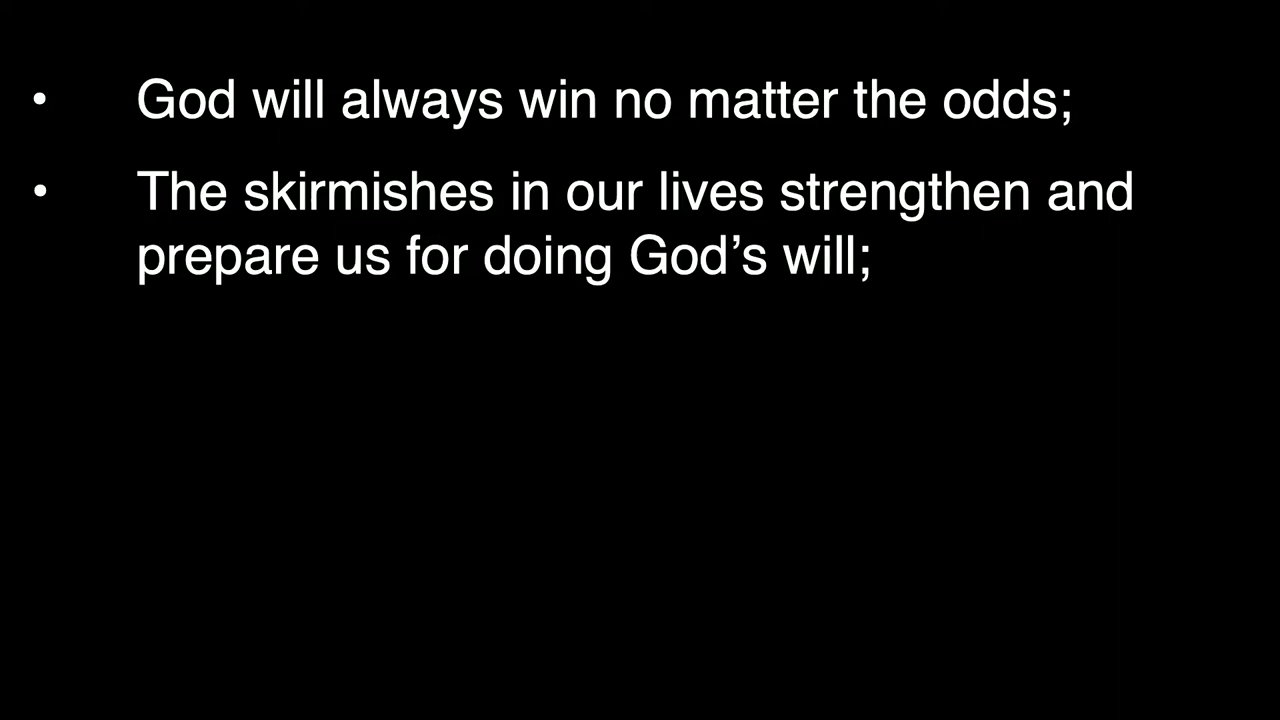 • God will always win no matter the odds;
• The skirmishes in our lives strengthen and
prepare us for doing God’s will;